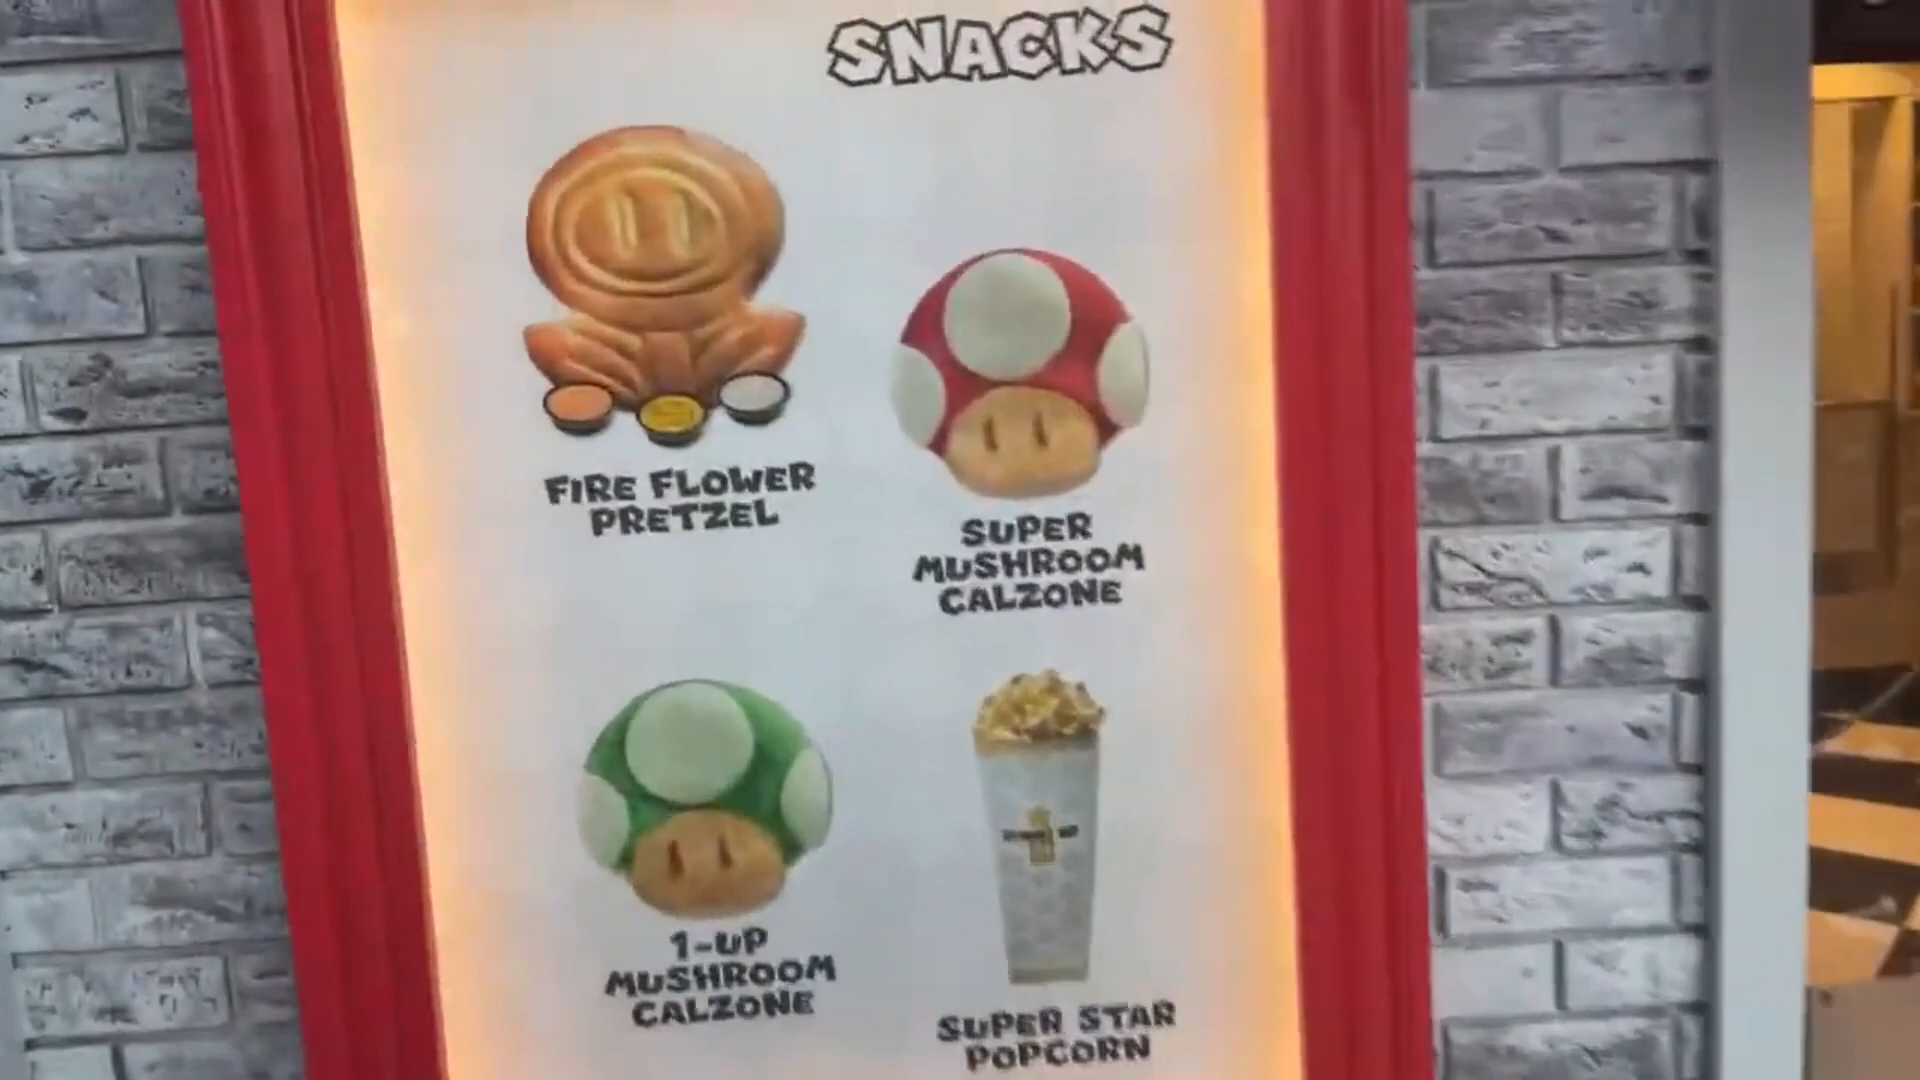 SNACKS
FIRE FLOWER
PRETZEL
SUPER
MUSHROOM
CALZONE
1-UP
MUSHROOM
CALZONE
SUPER STAR
POPCORN